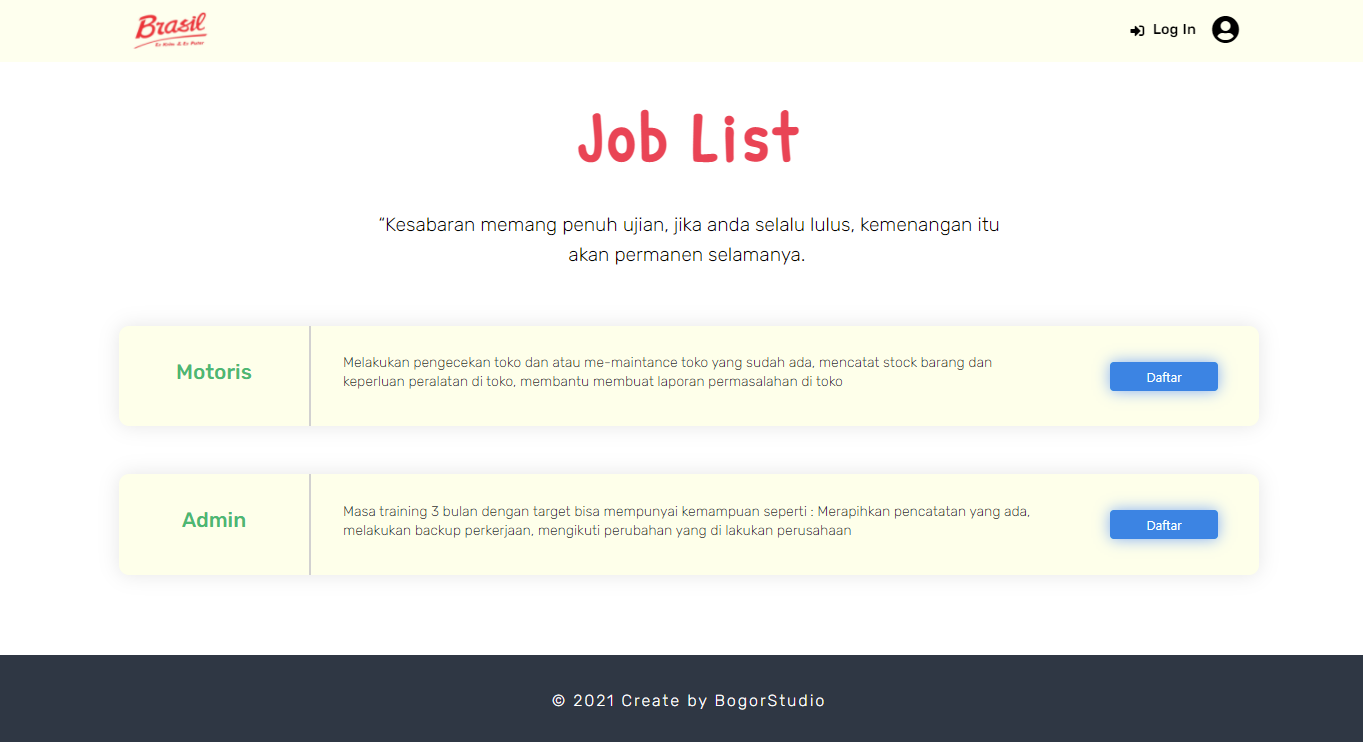 Brasil
Log In
Job List
“Kesabaran memang penuh ujian, jika anda selalu lulus, kemenangan itu
akan permanen selamanya.
Motoris
Melakukan pengecekan toko dan atau me-maintance toko yang sudah ada, mencatat stock barang dan
keperluan peralatan di toko, membantu membuat laporan permasalahan di toko
Daftar
Admin
Masa training 3 bulan dengan target bisa mempunyai kemampuan seperti : Merapihkan pencatatan yang ada,
melakukan backup perkerjaan, mengikuti perubahan yang di lakukan perusahaan
Daftar
© 2021 Create by BogorStudio